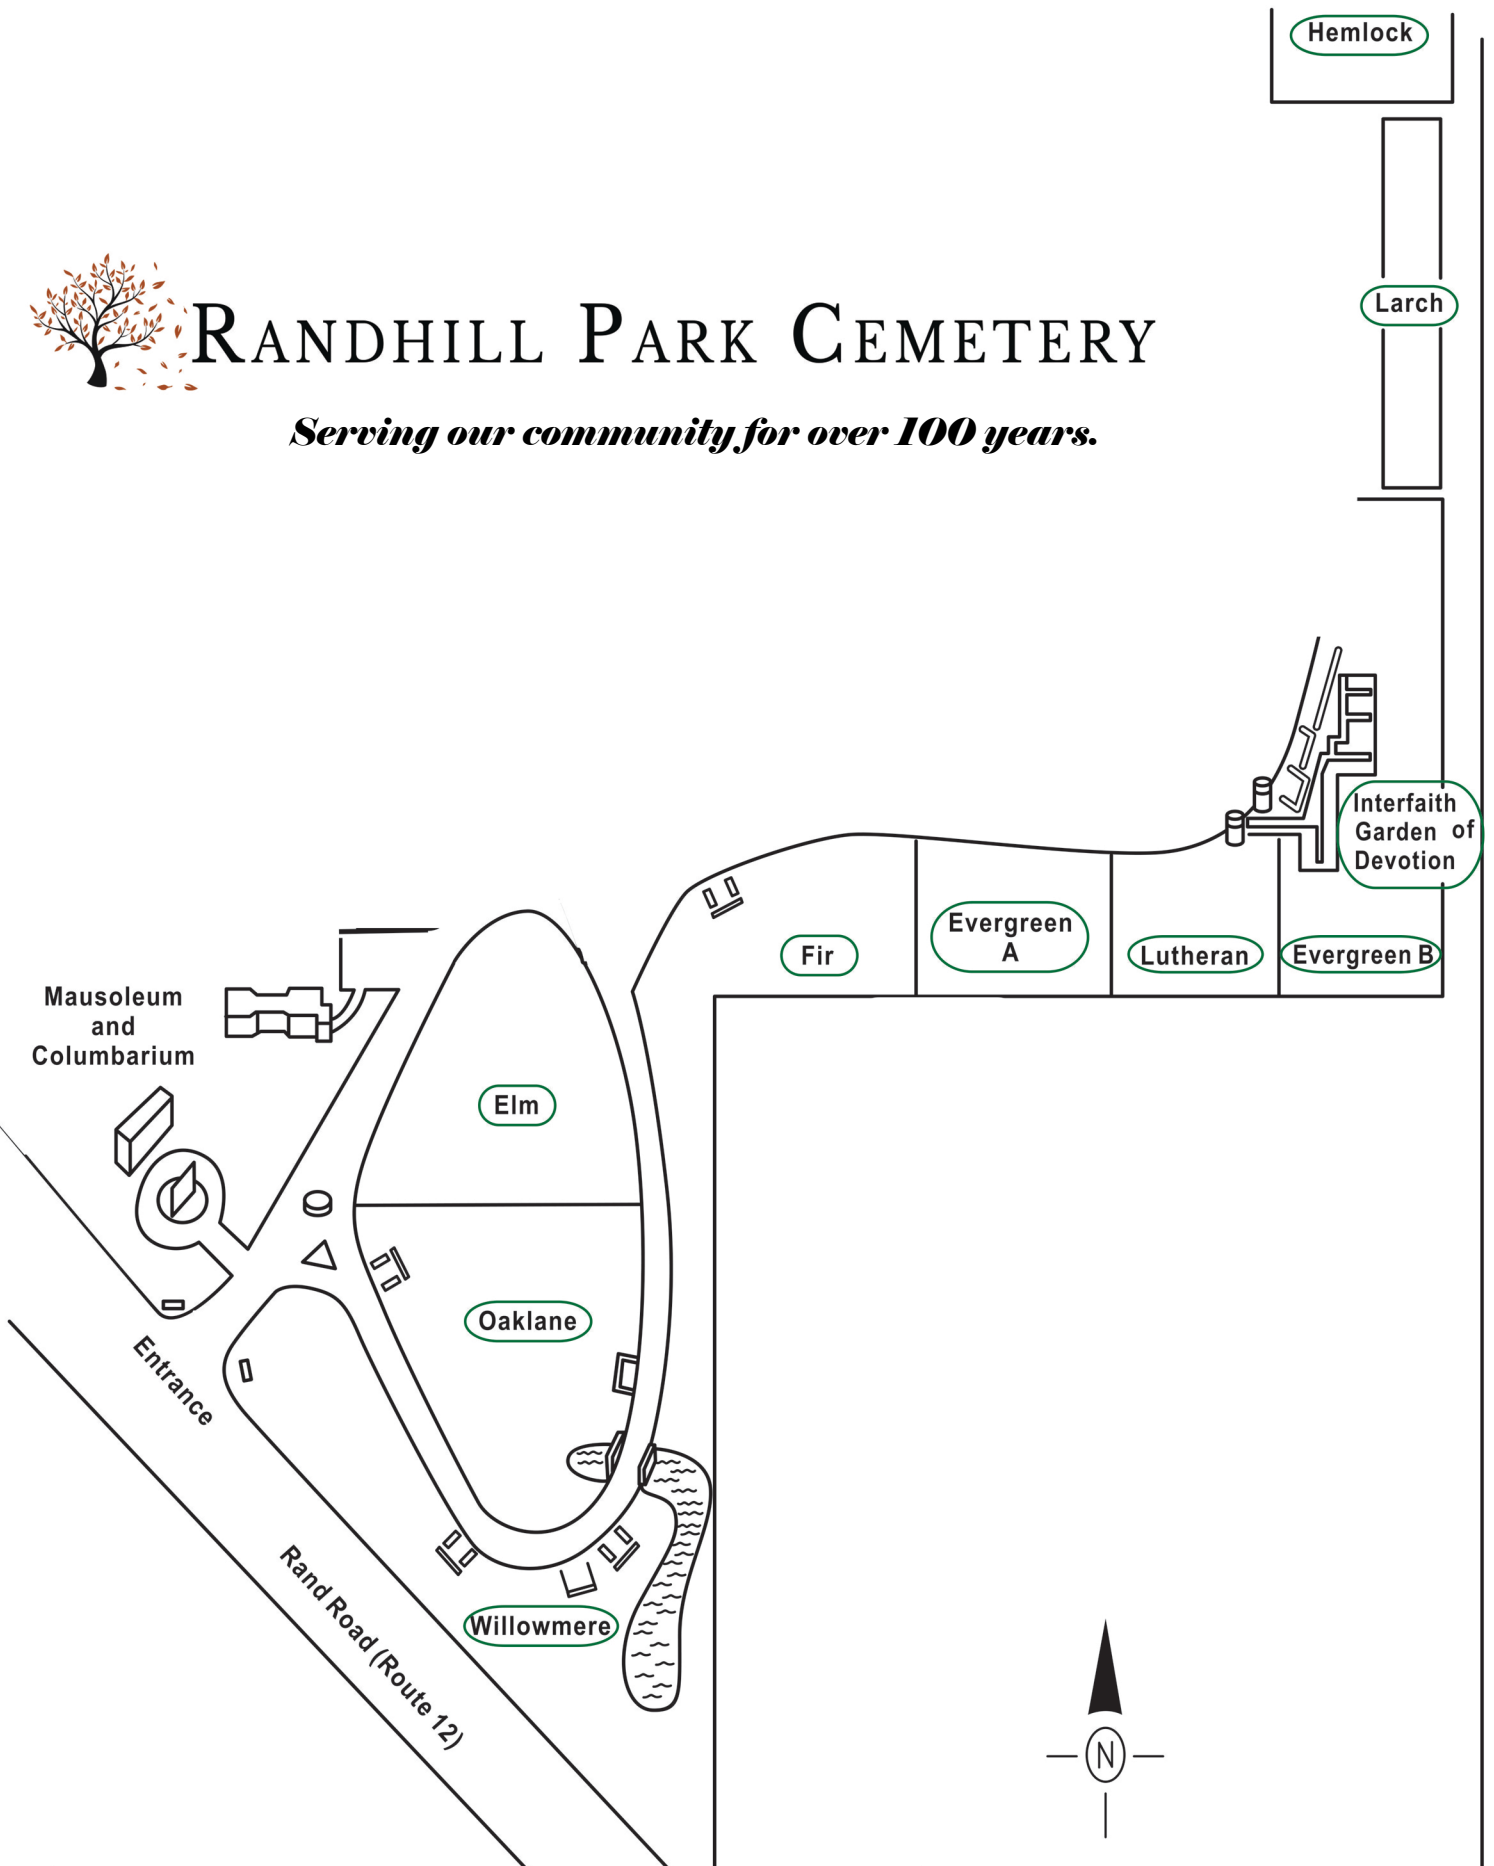 Hemlock
Larch
RANDHILL PARK CEMETERY
Serving our community for over 100 years.
Interfaith
Garden of
Devotion
Evergreen
A
Fir
Lutheran
Evergreen B
Mausoleum
and
Columbarium
Elm
Oaklane
Entrance
Willowmere
Rand Road (Route 12)
N